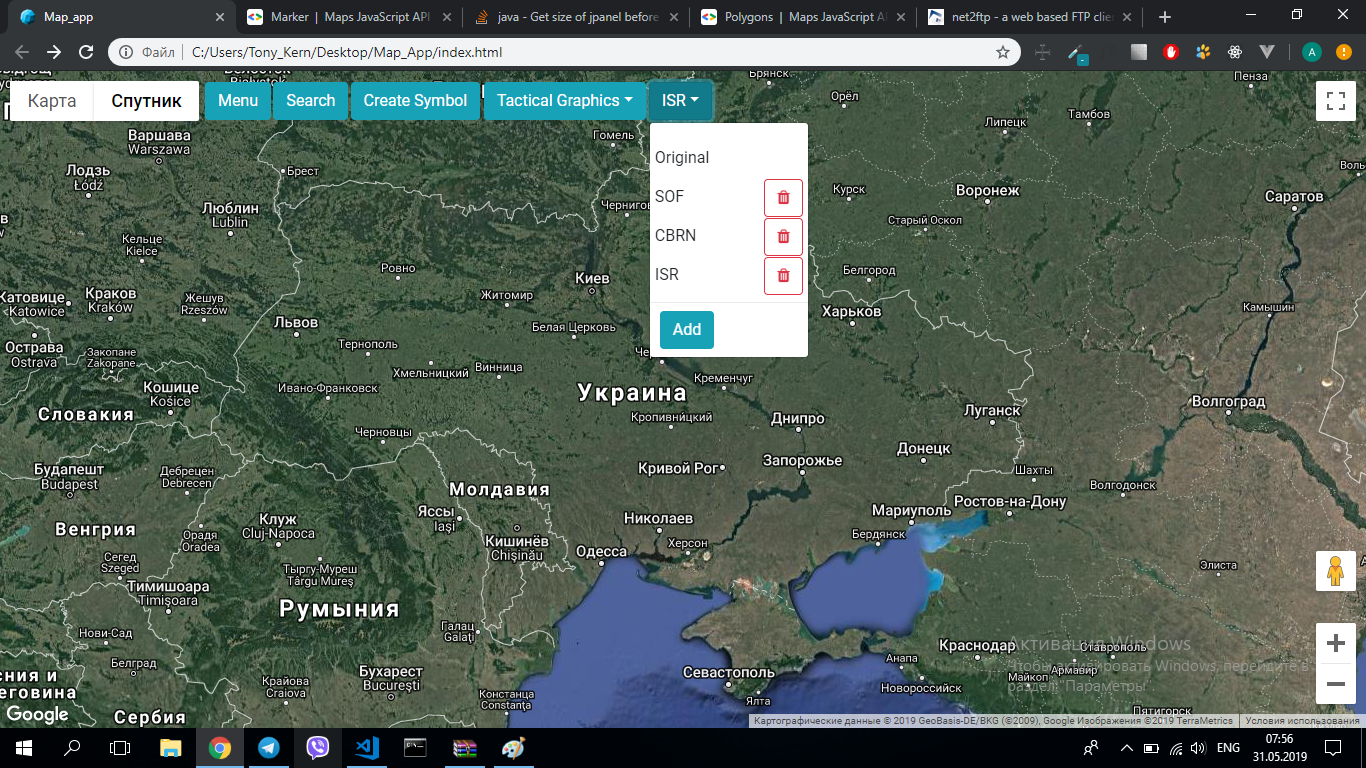 Map_app
Marker | Maps JavaScript API
java - Get size of jpanel before
Polygons | Maps JavaScript A
net2ftp - a web based FTP clie
Файл
C:/Users/Tony_Kern/Desktop/Map_App/index.html
A
Карта
Спутник
Menu
Search
Create Symbol
Tactical Graphics
ISR
Original
SOF
CBRN
ISR
Add
Брянск
Пенза
Орёл
Тамбов
Липецк
Гомель
Варшава
Warszawa
Брест
Лодзь
Łódź
Люблин
Lublin
Чернигов
Курск
Воронеж
Саратов
Старый Оскол
Кельце
Kielce
Ровно
Киев
Белгород
Катовице
Katowice
Краков
Kraków
Жешув
Rzeszów
Житомир
Камышин
Львов
Белая Церковь
Харьков
Острава
Ostrava
Закопане
Zakopane
Тернополь
Хмельницкий
Винница
Кременчуг
Кошице
Košice
Ивано-Франковск
Украина
Волгоград
Словакия
Кропивницкий
Днипро
Луганск
Черновцы
Донецк
Будапешт
Budapest
Дебрецен
Debrecen
Кривой Рог
Запорожье
Шахты
Молдавия
Волгодонск
Ростов-на-Дону
Мариуполь
Венгрия
Клуж
Cluj-Napoca
Яссы
Iași
Николаев
Орадя
Oradea
Кишинёв
Chișinău
Одесса
Херсон
Бердянск
Сегед
Szeged
Элиста
Тыргу-Муреш
Târgu Mureș
Тимишоара
Timișoara
Румыния
Галац
Galați
Нови-Сад
Краснодар
Ставрополь
Активация Windows
Чтобы активировать Windows, перейдите в
раздел "Параметры".
Белград
Бухарест
București
Севастополь
Анапа
Армавир
Майкоп
Крайова
Craiova
Констанца
Constanța
Ялта
Новороссийск
Пятигорск
Сербия
Google
Картографические данные © 2019 GeoBasis-DE/BKG (©2009), Google Изображения ©2019 TerraMetrics
Условия использования
ENG
07:56
31.05.2019